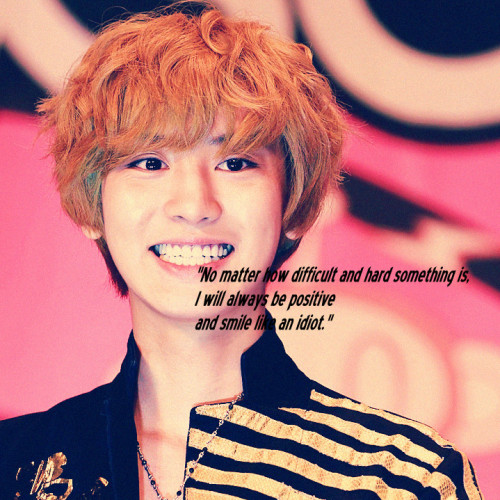 "No matter how difficult and hard something is,
I will always be positive
and smile like an idiot."